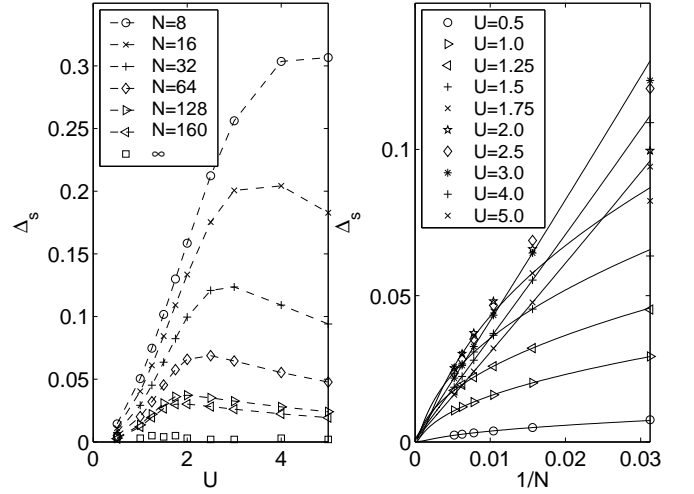 N=8
N=16
N=32
N=64
N=128
N=160
∞
0.3
0.25
0.2
0.15
0.1
0.05
0
0 2 4
Δs
U
U=0.5
U=1.0
U=1.25
U=1.5
U=1.75
U=2.0
U=2.5
U=3.0
U=4.0
U=5.0
0.1
0.05
0
0 0.01 0.02 0.03
Δs
1/N